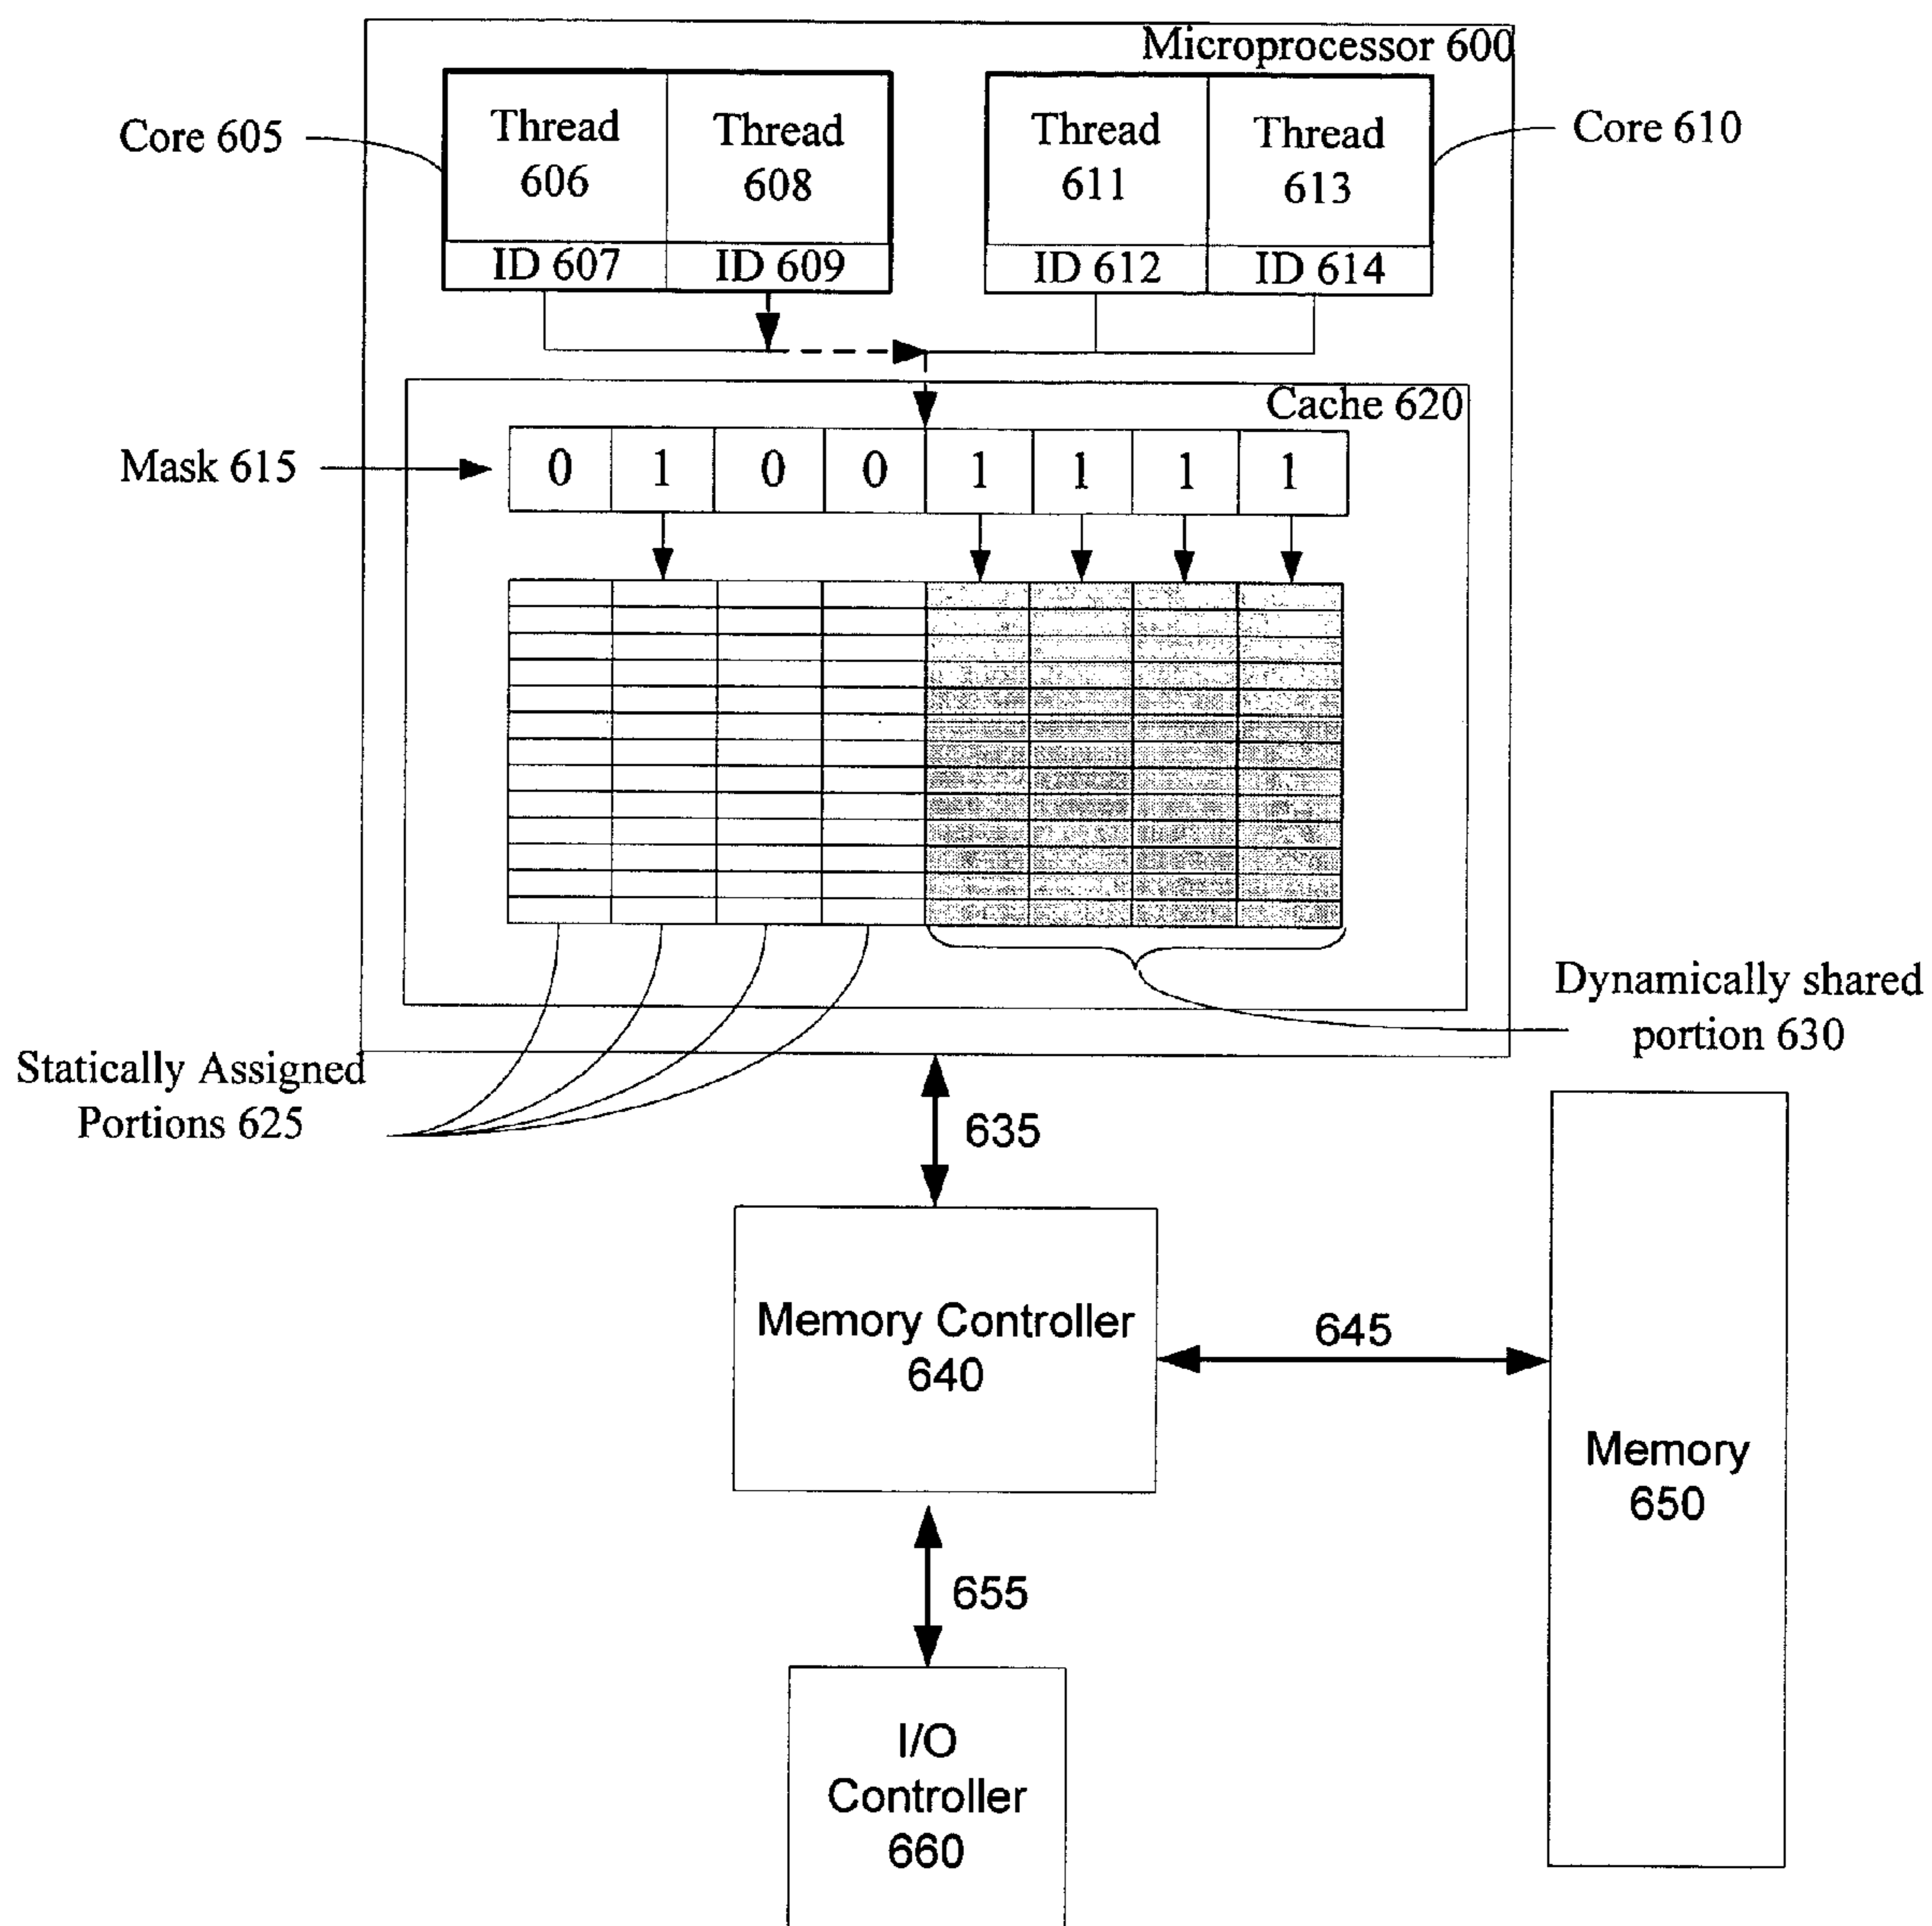 Microprocessor 600
Core 605
Thread
606
Thread
608
Thread
611
Thread
613
Core 610
ID 607
ID 609
ID 612
ID 614
Cache 620
Mask 615
0 1 0 0 1 1 1 1
Dynamically shared
portion 630
Statically Assigned
Portions 625
635
Memory Controller
640
645
Memory
650
655
I/O
Controller
660